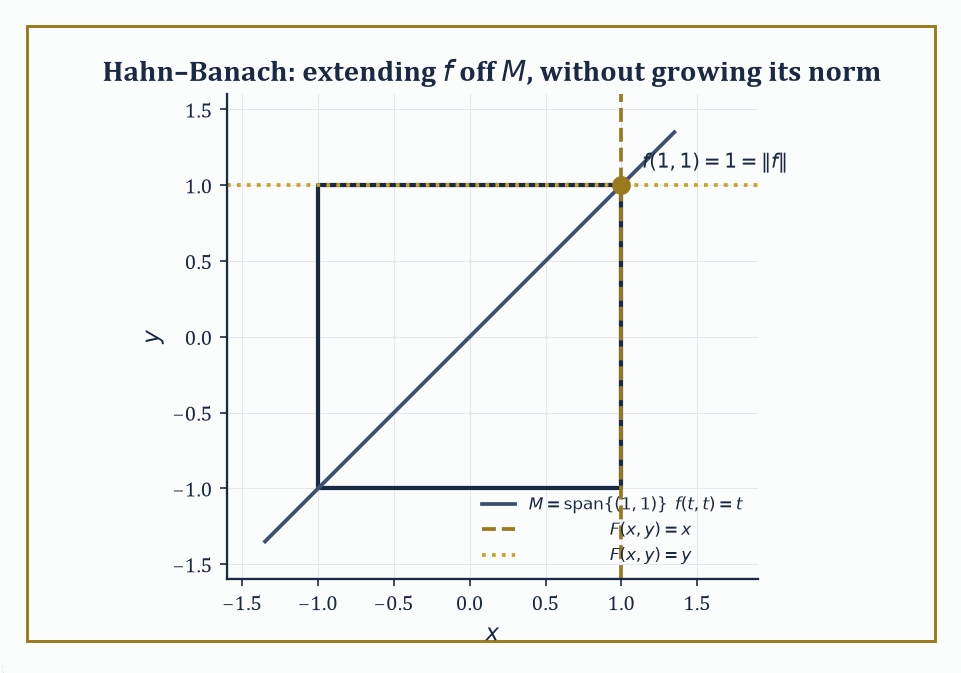 Hahn–Banach: extending f off M, without growing its norm
1.5
f(1, 1) = 1 = ‖f‖
1.0
0.5
y
0.0
−0.5
−1.0
M = span{(1, 1)} f(t, t) = t
F(x, y) = x
F(x, y) = y
−1.5
−1.5 −1.0 −0.5 0.0 0.5 1.0 1.5
x